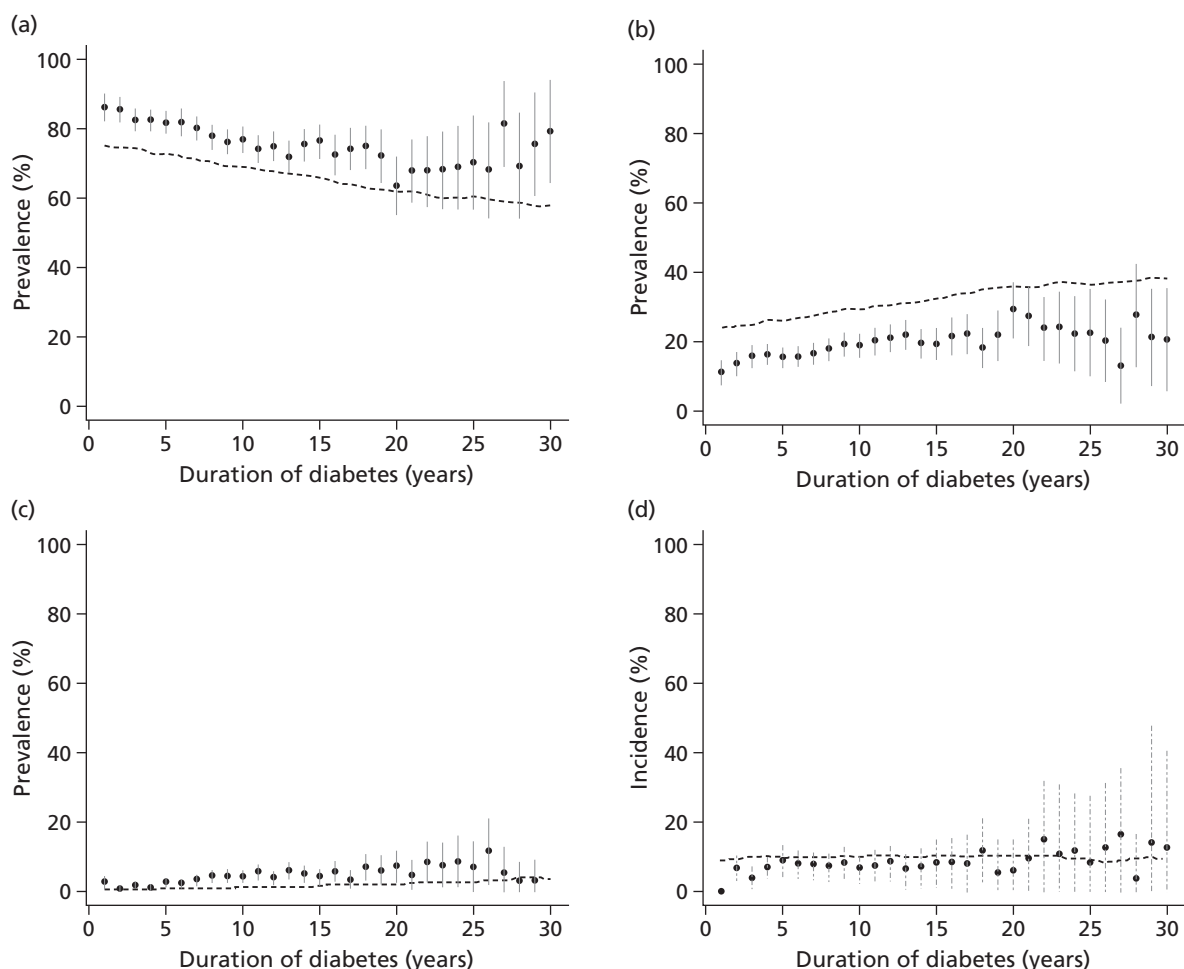 (a)
100
80
60
40
20
0
Prevalence (%)
0 5 10 15 20 25 30
Duration of diabetes (years)
(b)
100
80
60
40
20
0
Prevalence (%)
0 5 10 15 20 25 30
Duration of diabetes (years)
(c)
100
80
60
40
20
0
Prevalence (%)
0 5 10 15 20 25 30
Duration of diabetes (years)
(d)
100
80
60
40
20
0
Incidence (%)
0 5 10 15 20 25 30
Duration of diabetes (years)